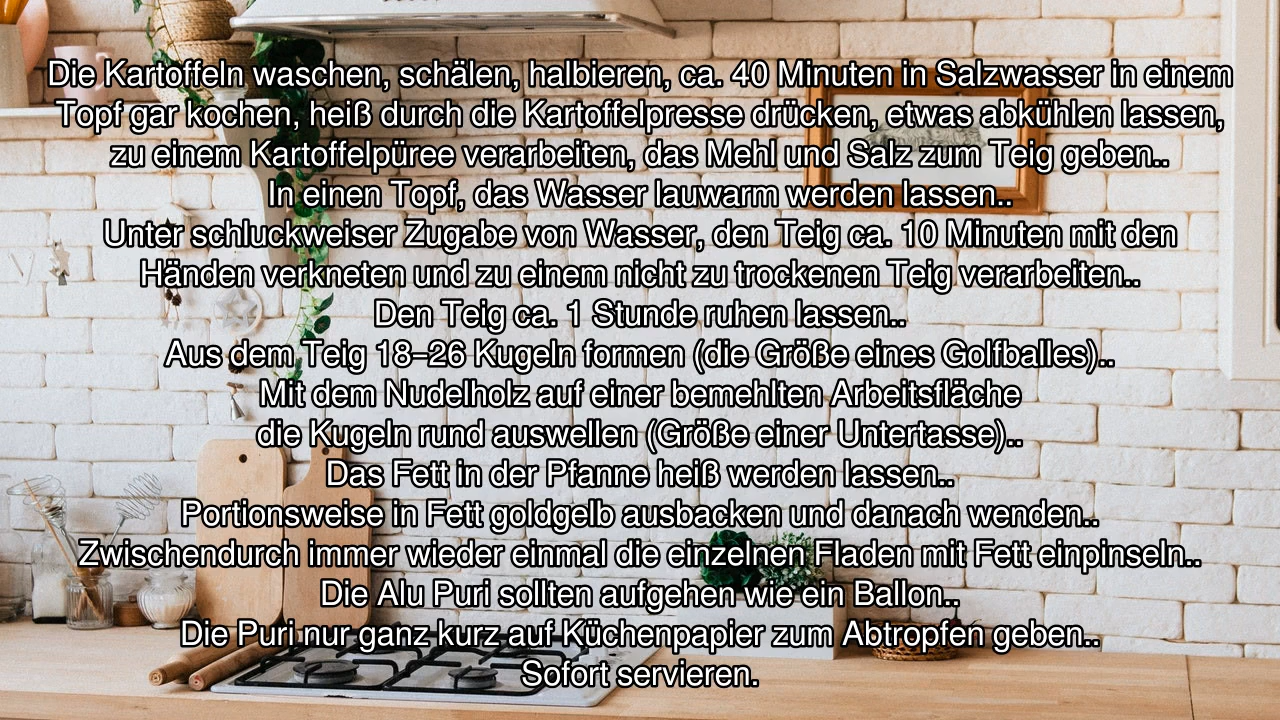 Die Kartoffeln waschen, schälen, halbieren, ca. 40 Minuten in Salzwasser in einem
Topf gar kochen, heiß durch die Kartoffelpresse drücken, etwas abkühlen lassen,
zu einem Kartoffelpüree verarbeiten, das Mehl und Salz zum Teig geben..
In einen Topf, das Wasser lauwarm werden lassen..
Unter schluckweiser Zugabe von Wasser, den Teig ca. 10 Minuten mit den
Händen verkneten und zu einem nicht zu trockenen Teig verarbeiten..
Den Teig ca. 1 Stunde ruhen lassen..
Aus dem Teig 18–26 Kugeln formen (die Größe eines Golfballes)..
Mit dem Nudelholz auf einer bemehlten Arbeitsfläche
die Kugeln rund auswellen (Größe einer Untertasse)..
Das Fett in der Pfanne heiß werden lassen..
Portionsweise in Fett goldgelb ausbacken und danach wenden..
Zwischendurch immer wieder einmal die einzelnen Fladen mit Fett einpinseln..
Die Alu Puri sollten aufgehen wie ein Ballon..
Die Puri nur ganz kurz auf Küchenpapier zum Abtropfen geben..
Sofort servieren.